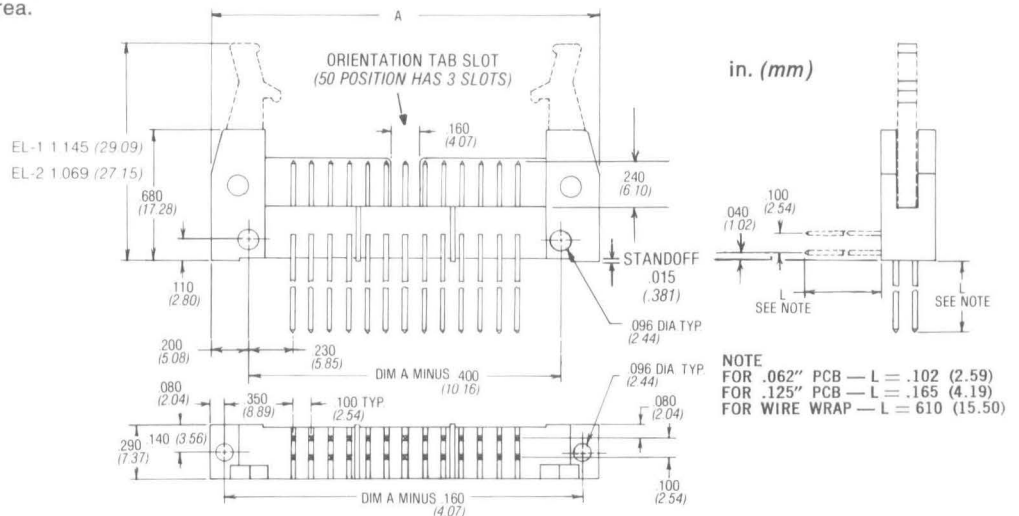 rea.
A
ORIENTATION TAB SLOT
(50 POSITION HAS 3 SLOTS)
in. (mm)
.160
(4.07)
EL-1 1.145 (29.09)
EL-2 1.069 (27.15)
.680
(17.28)
.240
(6.10)
.100
(2.54)
.040
(1.02)
STANDOFF
.015
(.381)
.110
(2.80)
L
SEE NOTE
L
SEE NOTE
.096 DIA TYP.
(2.44)
.200
(5.08)
.230
(5.85)
DIM A MINUS .400
(10.16)
.096 DIA TYP.
(2.44)
NOTE
FOR .062" PCB — L = .102 (2.59)
FOR .125" PCB — L = .165 (4.19)
FOR WIRE WRAP — L = 610 (15.50)
.080
(2.04)
.350
(8.89)
.100 TYP.
(2.54)
.080
(2.04)
.290
(7.37)
.140 (3.56)
.100
(2.54)
DIM A MINUS .160
(4.07)